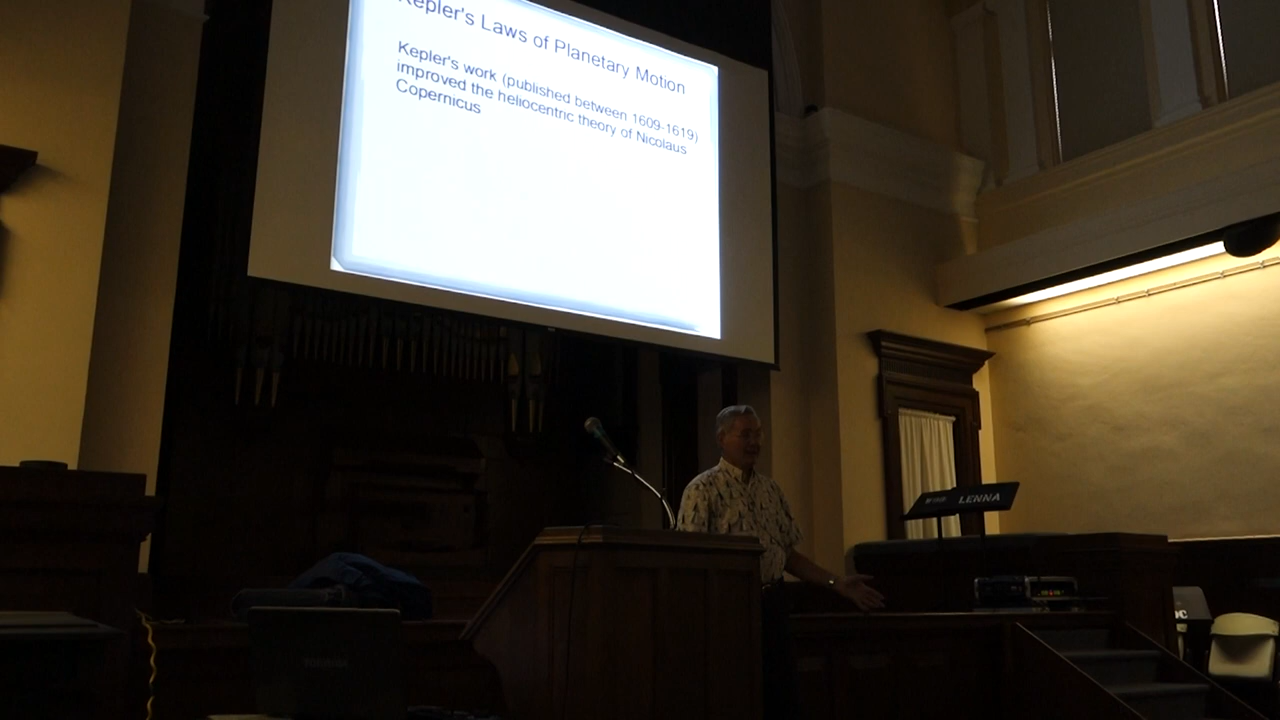 Kepler's Laws of Planetary Motion
Kepler's work (published between 1609-1619)
improved the heliocentric theory of Nicolaus
Copernicus
LENNA
TOSHIBA